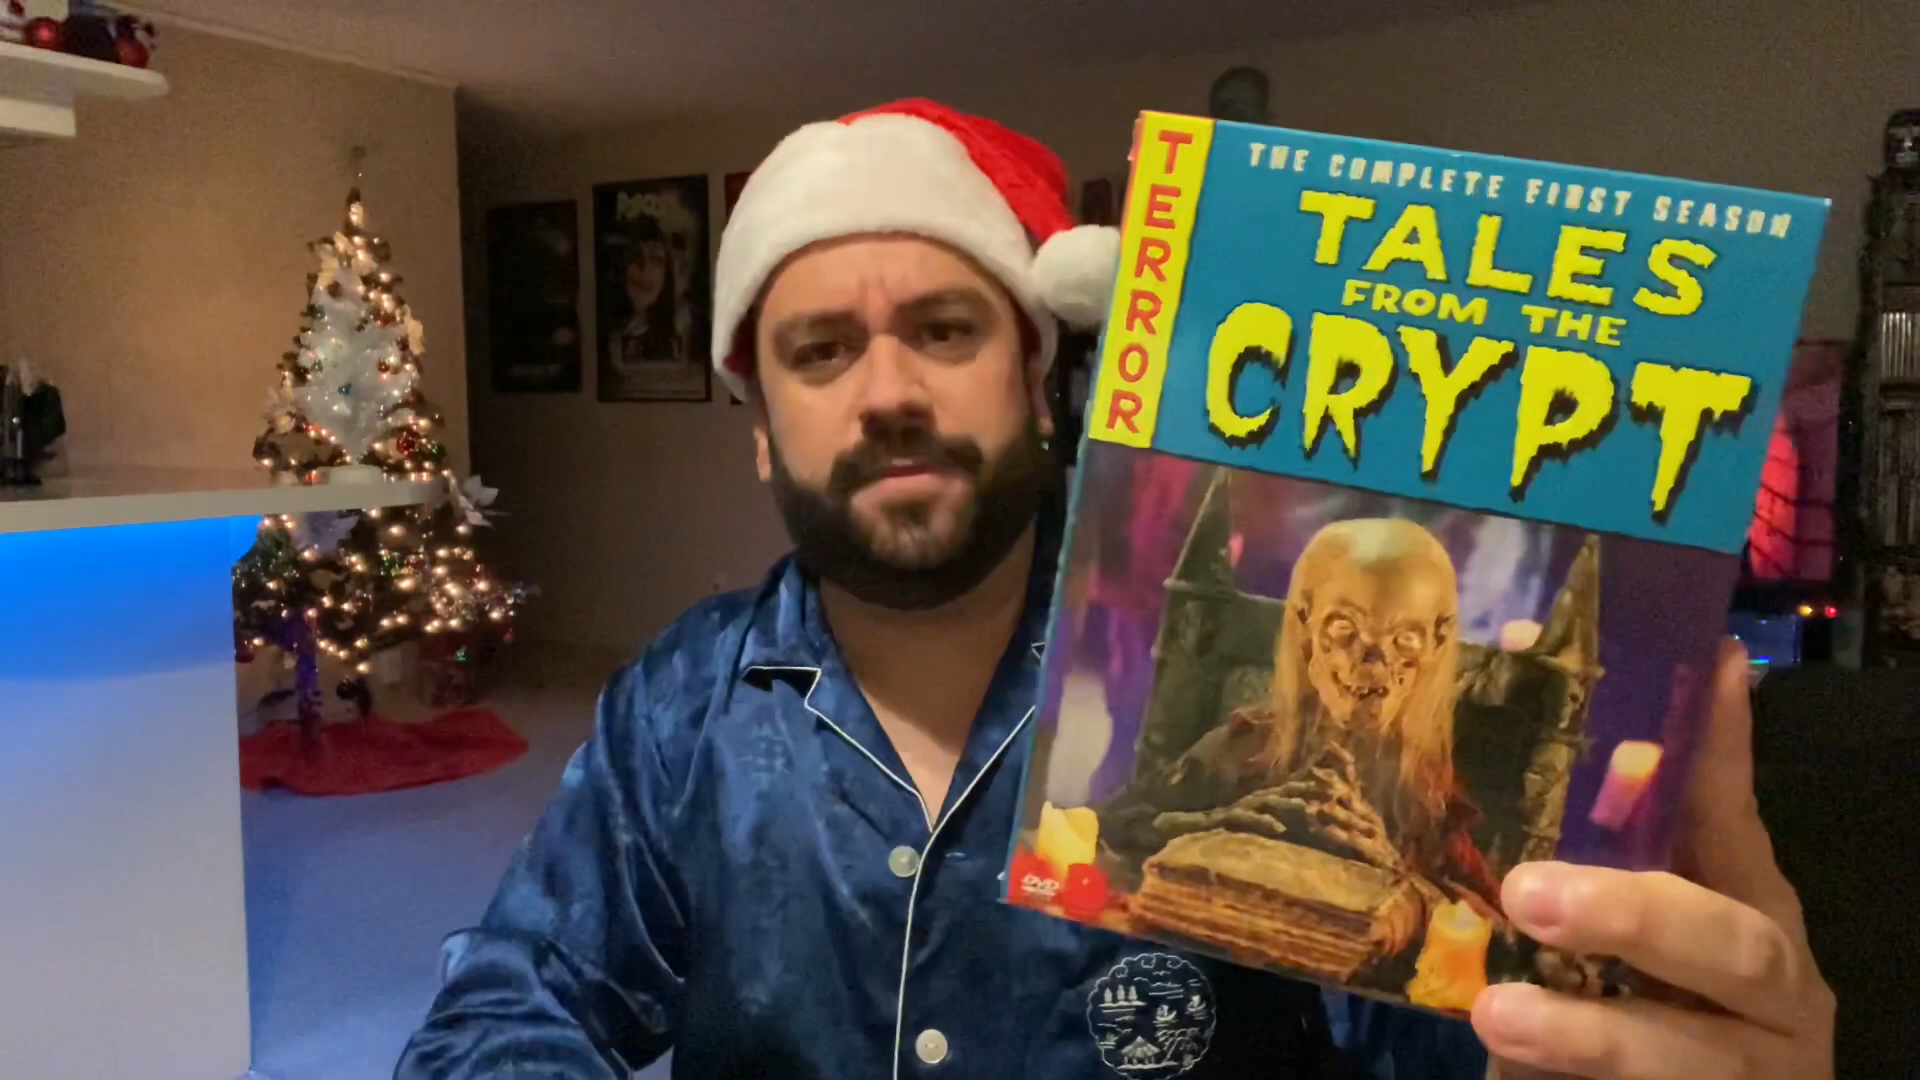 TERROR
THE COMPLETE FIRST SEASON
TALES
FROM THE
CRYPT
DVD